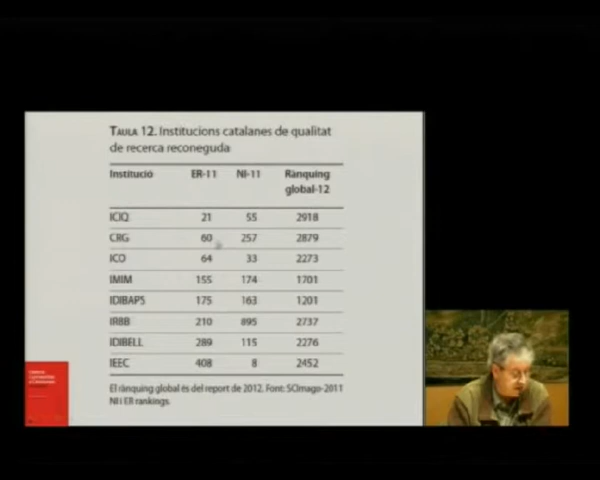 TAULA 12. Institucions catalanes de qualitat
de recerca reconeguda
Institució ER-11 NI-11 Rànquing
global-12
ICIQ 21 55 2918
CRG 60 257 2879
ICO 64 33 2273
IMIM 155 174 1701
IDIBAPS 175 163 1201
IRBB 210 895 2737
IDIBELL 289 115 2276
IEEC 408 8 2452
El rànquing global és del report de 2012. Font: SCImago-2011
NI i ER rankings.